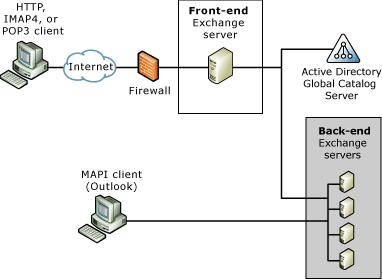 HTTP,
IMAP4, or
POP3 client
Internet
Firewall
Front-end
Exchange
server
Active Directory
Global Catalog
Server
Back-end
Exchange
servers
MAPI client
(Outlook)